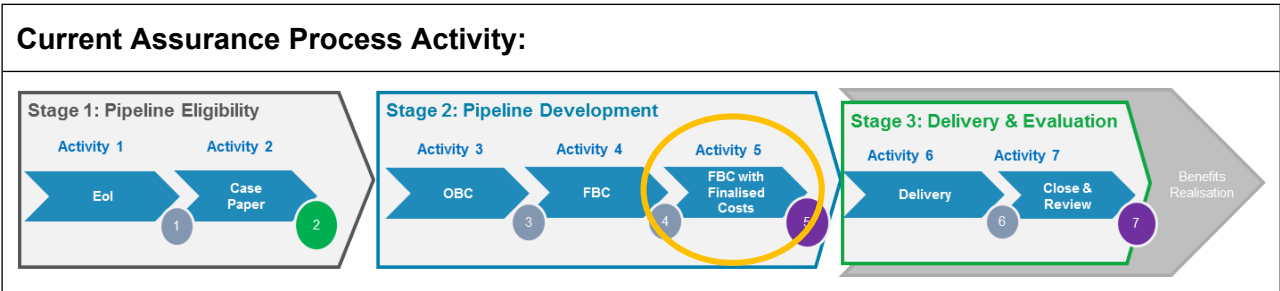 Current Assurance Process Activity:
Stage 1: Pipeline Eligibility
Activity 1
Activity 2
EoI
Case
Paper
1
2
Stage 2: Pipeline Development
Activity 3
Activity 4
Activity 5
OBC
FBC
FBC with
Finalised
Costs
3
4
5
Stage 3: Delivery & Evaluation
Activity 6
Activity 7
Delivery
Close &
Review
6
7
Benefits
Realisation